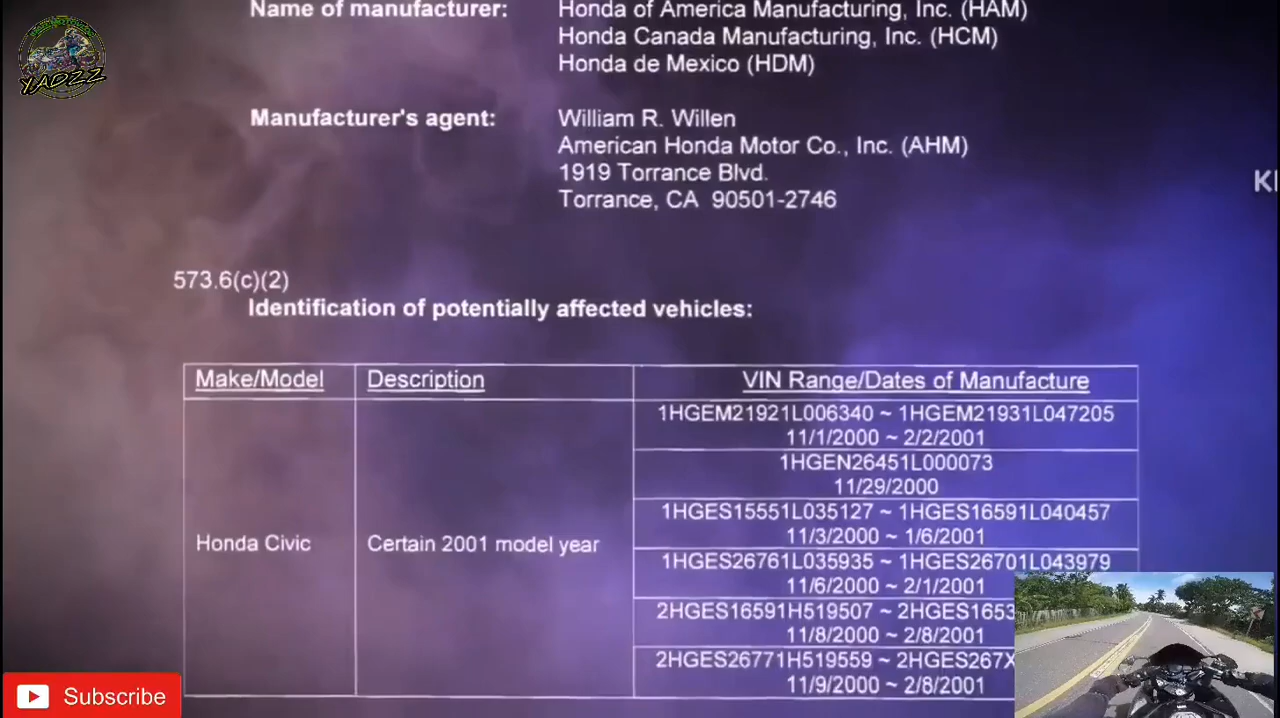 Name of manufacturer: Honda of America Manufacturing, Inc. (HAM)
Honda Canada Manufacturing, Inc. (HCM)
Honda de Mexico (HDM)
Manufacturer's agent: William R. Willen
American Honda Motor Co., Inc. (AHM)
1919 Torrance Blvd.
Torrance, CA 90501-2746
573.6(c)(2)
Identification of potentially affected vehicles:
Make/Model Description VIN Range/Dates of Manufacture
1HGEM21921L006340 ~ 1HGEM21931L047205
11/1/2000 ~ 2/2/2001
1HGEN26451L000073
11/29/2000
1HGES15551L035127 ~ 1HGES16591L040457
11/3/2000 ~ 1/6/2001
Honda Civic Certain 2001 model year
1HGES26761L035935 ~ 1HGES26701L043979
11/6/2000 ~ 2/1/2001
2HGES16591H519507 ~ 2HGES1653
11/8/2000 ~ 2/8/2001
2HGES26771H519559 ~ 2HGES267X
11/9/2000 ~ 2/8/2001
YADZZ
Subscribe